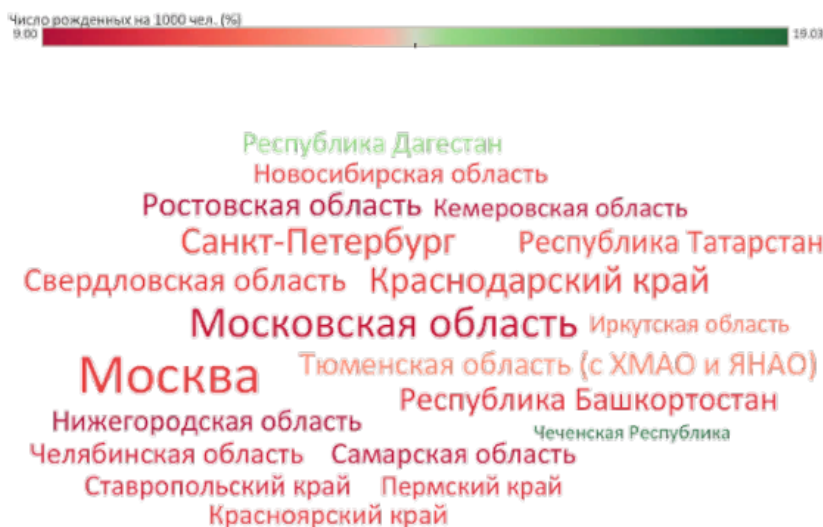 Число рожденных на 1000 чел. (%)
9.00 19.03
Республика Дагестан
Новосибирская область
Ростовская область Кемеровская область
Санкт-Петербург Республика Татарстан
Свердловская область Краснодарский край
Московская область Иркутская область
Москва Тюменская область (с ХМАО и ЯНАО)
Республика Башкортостан
Нижегородская область Чеченская Республика
Челябинская область Самарская область
Ставропольский край Пермский край
Красноярский край